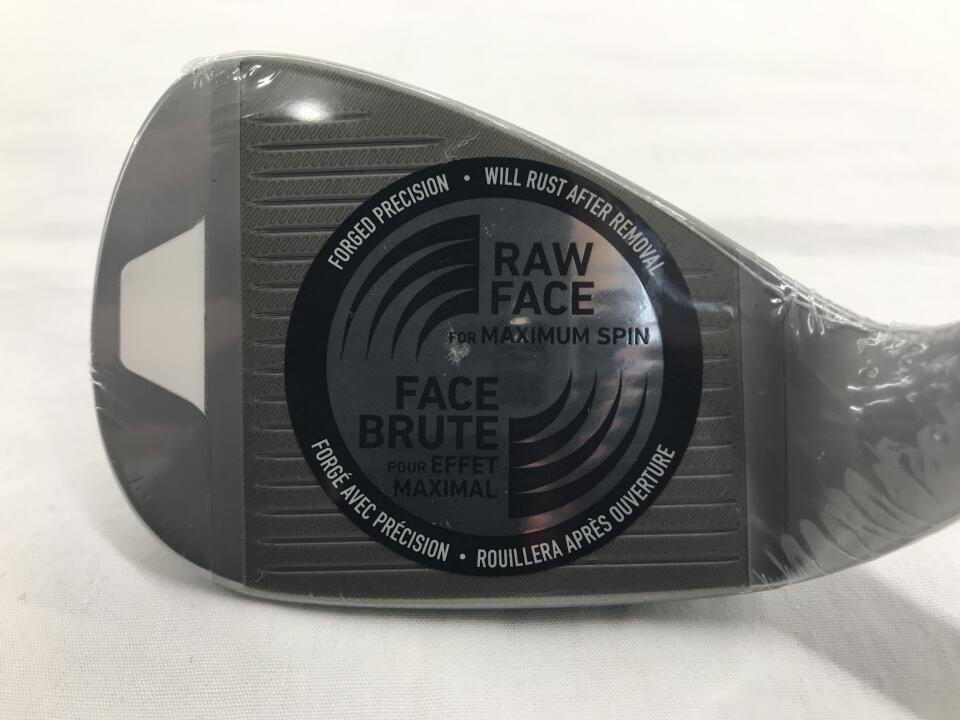 FORGED PRECISION • WILL RUST AFTER REMOVAL
RAW
FACE
FOR MAXIMUM SPIN
FACE
BRUTE
POUR EFFET
MAXIMAL
FORGÉ AVEC PRÉCISION • ROUILLERA APRÈS OUVERTURE